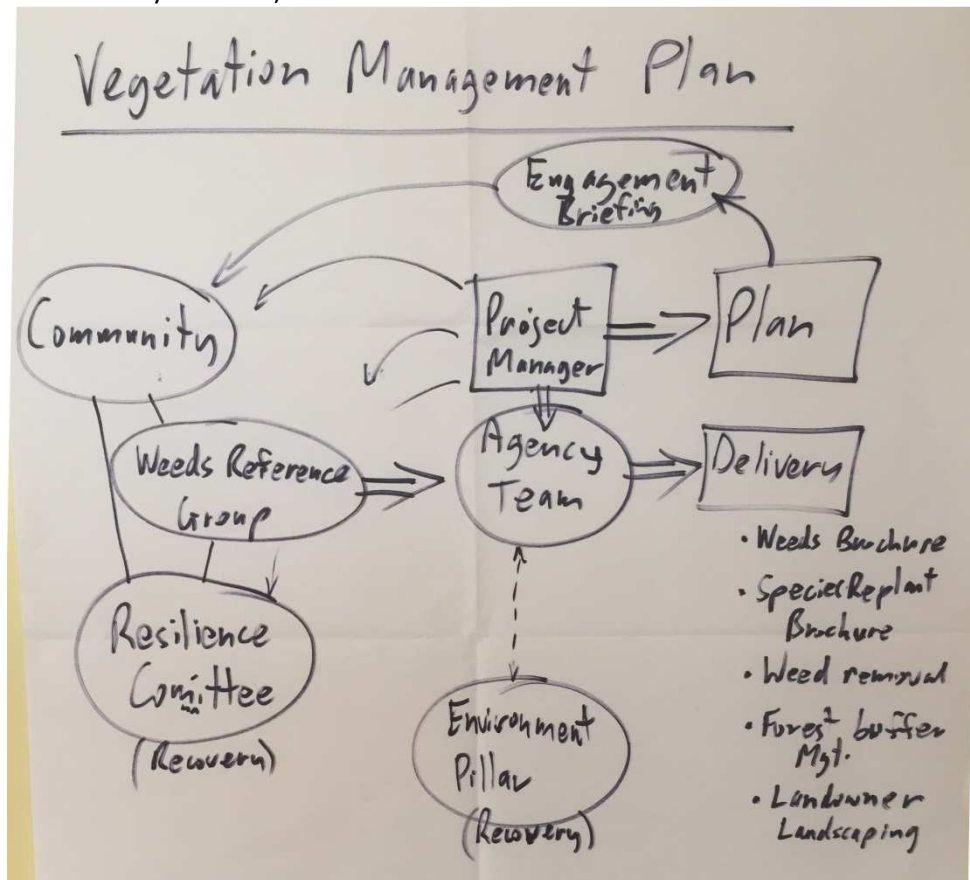 Vegetation Management Plan
Engagement
Briefing
Community
Project
Manager
Plan
Weeds Reference
Group
Agency
Team
Delivery
Resilience
Comittee
(Recovery)
Environment
Pillar
(Recovery)
• Weeds Brochure
• Species Replant
Brochure
• Weed removal
• Forest buffer
Mgt.
• Landowner
Landscaping